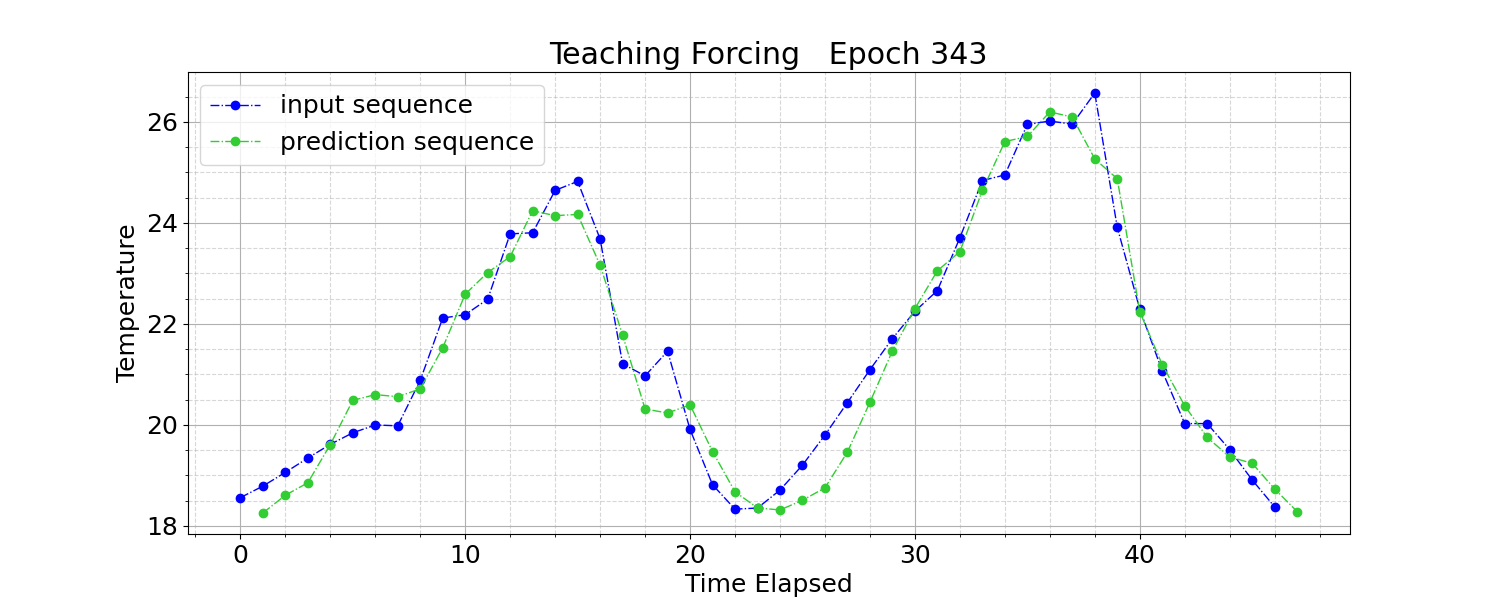 Teaching Forcing   Epoch 343
input sequence
prediction sequence
Temperature
26
24
22
20
18
0 10 20 30 40
Time Elapsed